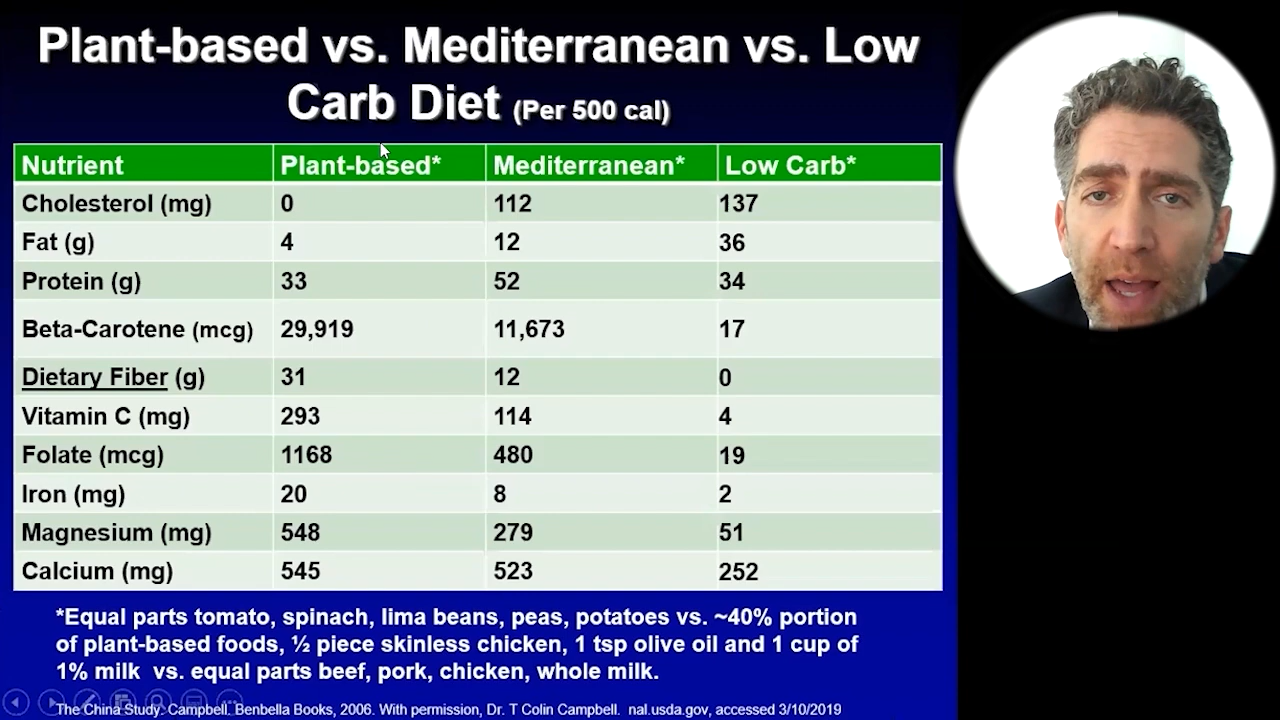 Plant-based vs. Mediterranean vs. Low
Carb Diet (Per 500 cal)
Nutrient Plant-based* Mediterranean* Low Carb*
Cholesterol (mg) 0 112 137
Fat (g) 4 12 36
Protein (g) 33 52 34
Beta-Carotene (mcg) 29,919 11,673 17
Dietary Fiber (g) 31 12 0
Vitamin C (mg) 293 114 4
Folate (mcg) 1168 480 19
Iron (mg) 20 8 2
Magnesium (mg) 548 279 51
Calcium (mg) 545 523 252
*Equal parts tomato, spinach, lima beans, peas, potatoes vs. ~40% portion
of plant-based foods, ½ piece skinless chicken, 1 tsp olive oil and 1 cup of
1% milk vs. equal parts beef, pork, chicken, whole milk.
The China Study. Campbell. Benbella Books, 2006. With permission, Dr. T Colin Campbell. nal.usda.gov, accessed 3/10/2019